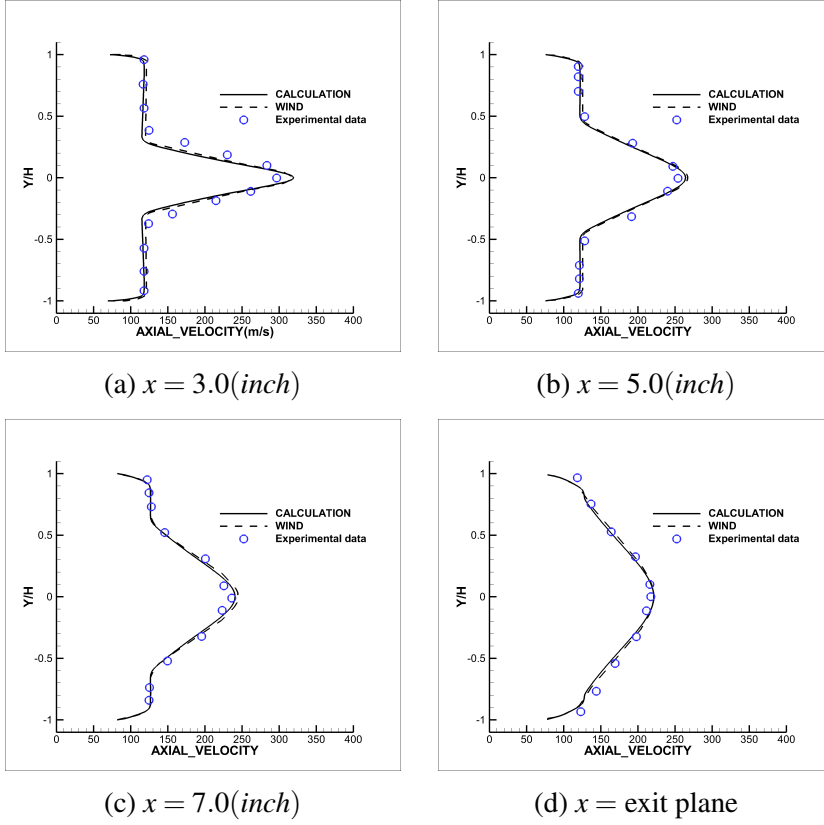 1
0.5
0
-0.5
-1
Y/H
CALCULATION
WIND
Experimental data
0 50 100 150 200 250 300 350 400
AXIAL_VELOCITY(m/s)
(a) x = 3.0(inch)
1
0.5
0
-0.5
-1
Y/H
CALCULATION
WIND
Experimental data
0 50 100 150 200 250 300 350 400
AXIAL_VELOCITY
(b) x = 5.0(inch)
1
0.5
0
-0.5
-1
Y/H
CALCULATION
WIND
Experimental data
0 50 100 150 200 250 300 350 400
AXIAL_VELOCITY
(c) x = 7.0(inch)
1
0.5
0
-0.5
-1
Y/H
CALCULATION
WIND
Experimental data
0 50 100 150 200 250 300 350 400
AXIAL_VELOCITY
(d) x = exit plane